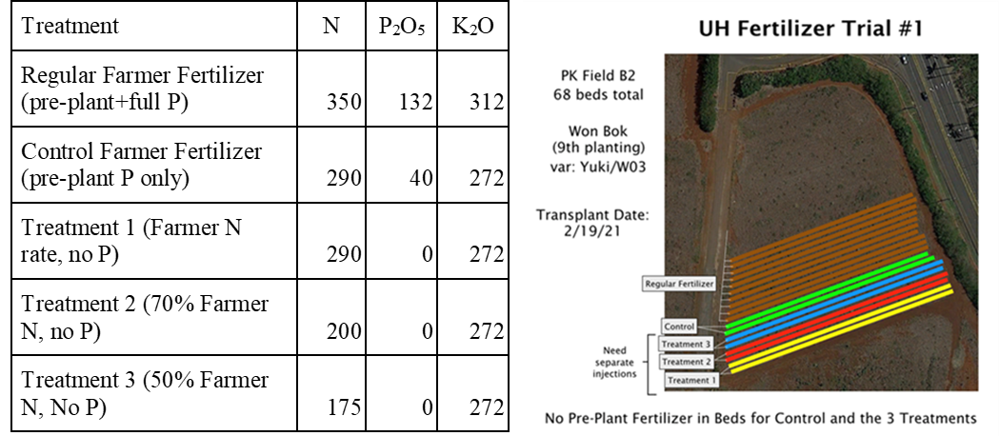 Treatment N P₂O₅ K₂O
Regular Farmer Fertilizer
(pre-plant+full P) 350 132 312
Control Farmer Fertilizer
(pre-plant P only) 290 40 272
Treatment 1 (Farmer N
rate, no P) 290 0 272
Treatment 2 (70% Farmer
N, no P) 200 0 272
Treatment 3 (50% Farmer
N, No P) 175 0 272
UH Fertilizer Trial #1
PK Field B2
68 beds total
Won Bok
(9th planting)
var: Yuki/W03
Transplant Date:
2/19/21
Regular Fertilizer
Control
Treatment 3
Treatment 2
Treatment 1
Need
separate
injections
No Pre-Plant Fertilizer in Beds for Control and the 3 Treatments